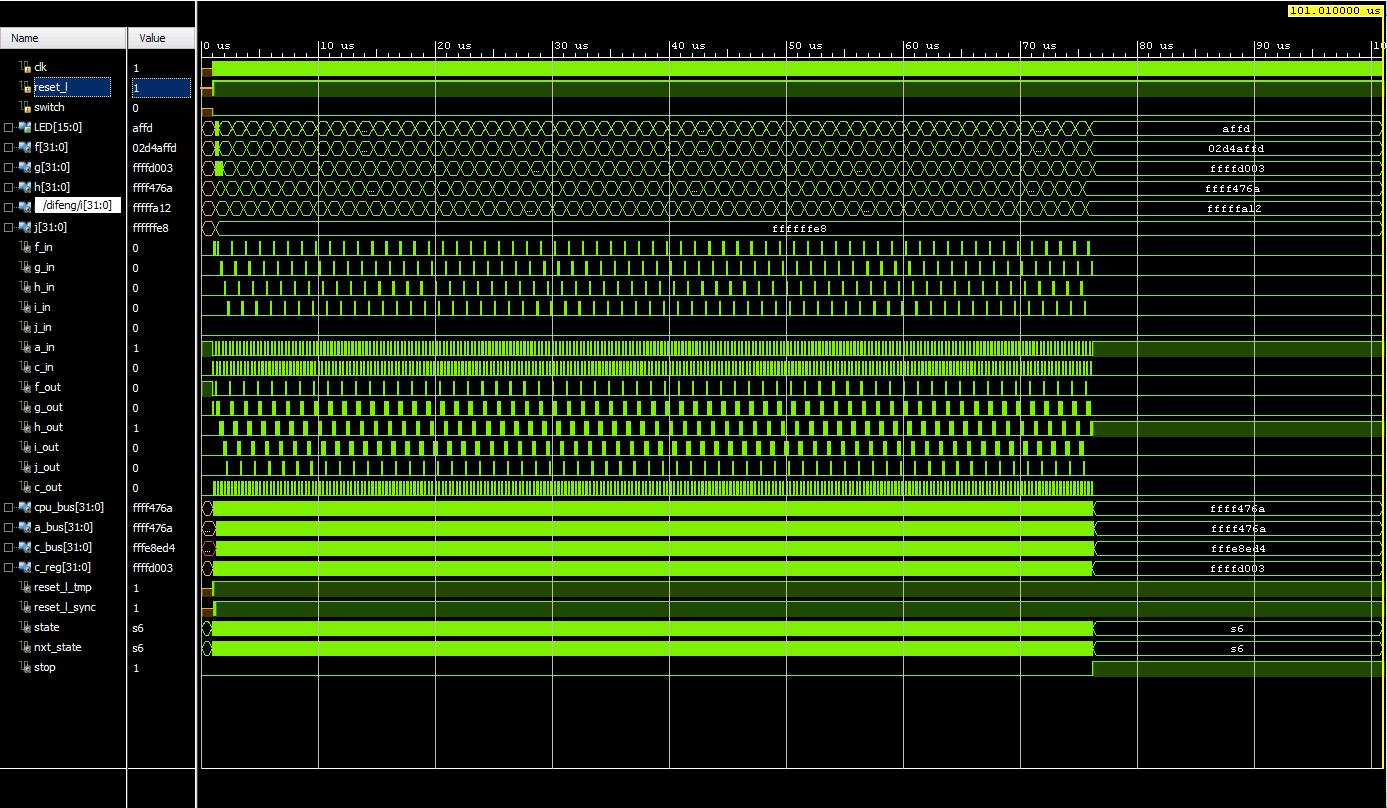 101.010000 us
Name Value
0 us 10 us 20 us 30 us 40 us 50 us 60 us 70 us 80 us 90 us 10
clk 1
reset_l 1
switch 0
LED[15:0] affd ... ... ... affd
f[31:0] 02d4affd ... ... ... 02d4affd
g[31:0] ffffd003 ... ... ffffd003
h[31:0] ffff476a ... ... ... ffff476a
/difeng/i[31:0] fffffa12 ... ... fffffa12
j[31:0] ffffffe8 ffffffe8
f_in 0
g_in 0
h_in 0
i_in 0
j_in 0
a_in 1
c_in 0
f_out 0
g_out 0
h_out 1
i_out 0
j_out 0
c_out 0
cpu_bus[31:0] ffff476a ffff476a
a_bus[31:0] ffff476a ... ffff476a
c_bus[31:0] fffe8ed4 ... fffe8ed4
c_reg[31:0] ffffd003 ffffd003
reset_l_tmp 1
reset_l_sync 1
state s6 s6
nxt_state s6 s6
stop 1